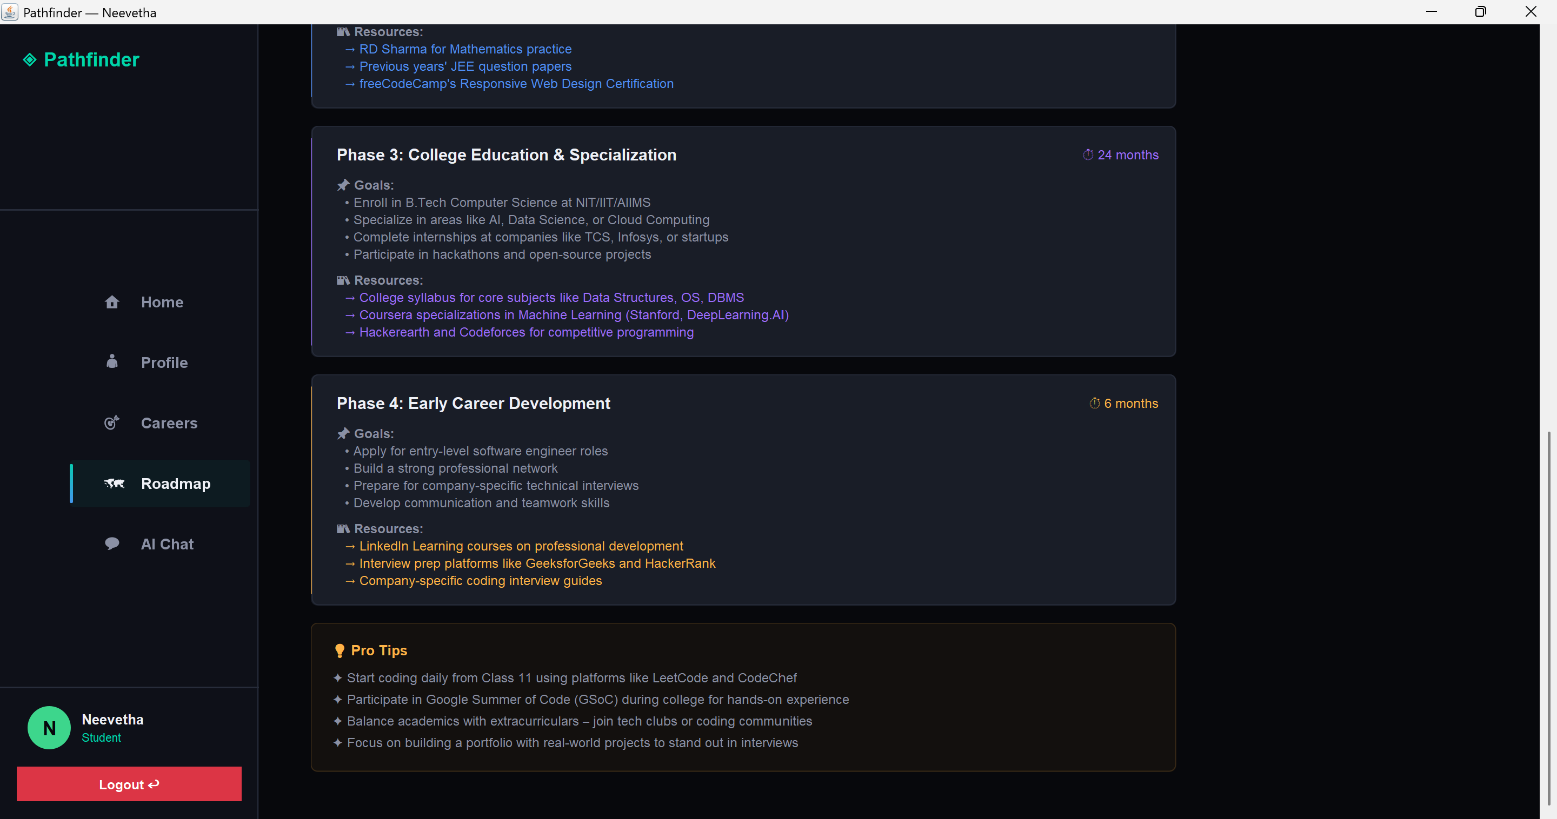 Pathfinder — Neevetha
◈ Pathfinder
Home
Profile
Careers
Roadmap
AI Chat
N
Neevetha
Student
Logout ↩
Resources:
→ RD Sharma for Mathematics practice
→ Previous years' JEE question papers
→ freeCodeCamp's Responsive Web Design Certification
Phase 3: College Education & Specialization
⏱ 24 months
📌 Goals:
• Enroll in B.Tech Computer Science at NIT/IIT/AIIMS
• Specialize in areas like AI, Data Science, or Cloud Computing
• Complete internships at companies like TCS, Infosys, or startups
• Participate in hackathons and open-source projects
📚 Resources:
→ College syllabus for core subjects like Data Structures, OS, DBMS
→ Coursera specializations in Machine Learning (Stanford, DeepLearning.AI)
→ Hackerearth and Codeforces for competitive programming
Phase 4: Early Career Development
⏱ 6 months
📌 Goals:
• Apply for entry-level software engineer roles
• Build a strong professional network
• Prepare for company-specific technical interviews
• Develop communication and teamwork skills
📚 Resources:
→ LinkedIn Learning courses on professional development
→ Interview prep platforms like GeeksforGeeks and HackerRank
→ Company-specific coding interview guides
💡 Pro Tips
✦ Start coding daily from Class 11 using platforms like LeetCode and CodeChef
✦ Participate in Google Summer of Code (GSoC) during college for hands-on experience
✦ Balance academics with extracurriculars – join tech clubs or coding communities
✦ Focus on building a portfolio with real-world projects to stand out in interviews